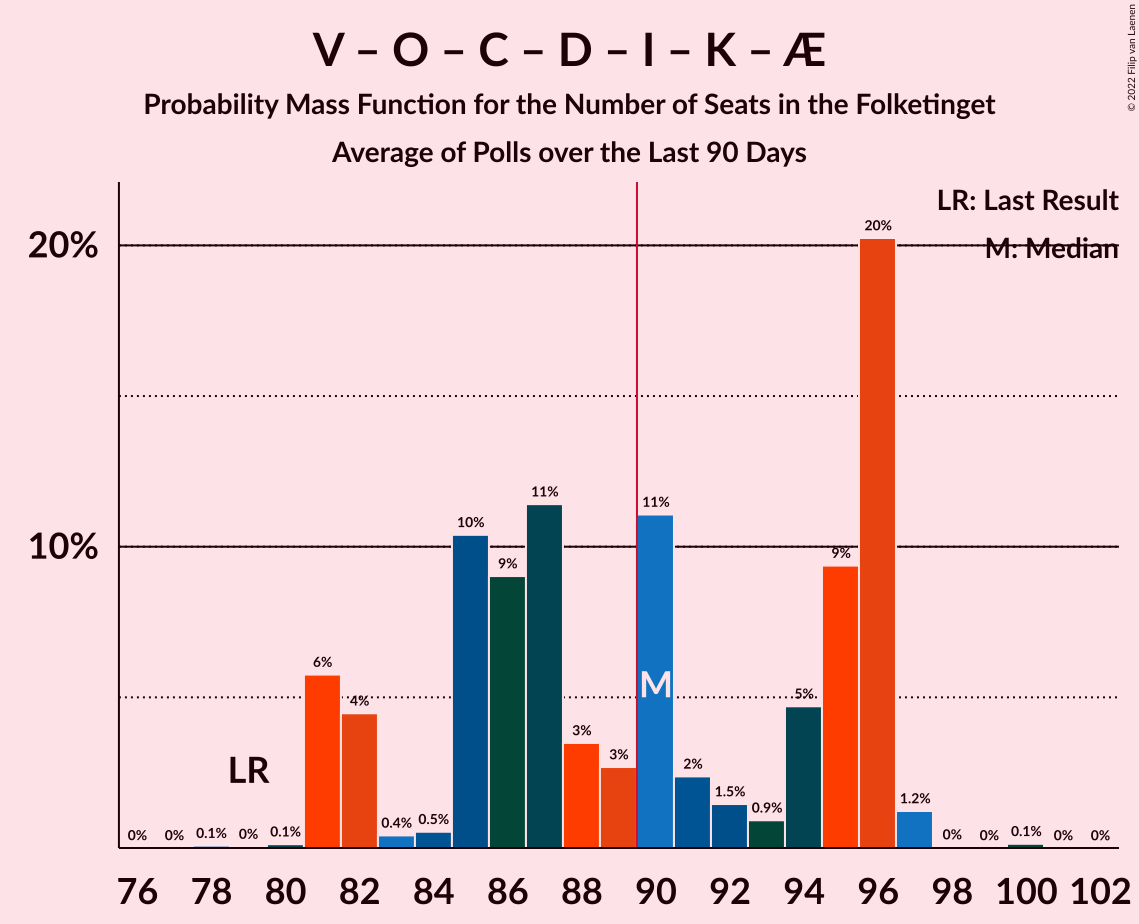 V – O – C – D – I – K – Æ
Probability Mass Function for the Number of Seats in the Folketinget
Average of Polls over the Last 90 Days
© 2022 Filip van Laenen
LR: Last Result
M: Median
20%
10%
0% 0% 0.1% 0% 0.1% 6% 4% 0.4% 0.5% 10% 9% 11% 3% 3% 11% 2% 1.5% 0.9% 5% 9% 20% 1.2% 0% 0% 0.1% 0% 0%
LR
M
76 78 80 82 84 86 88 90 92 94 96 98 100 102